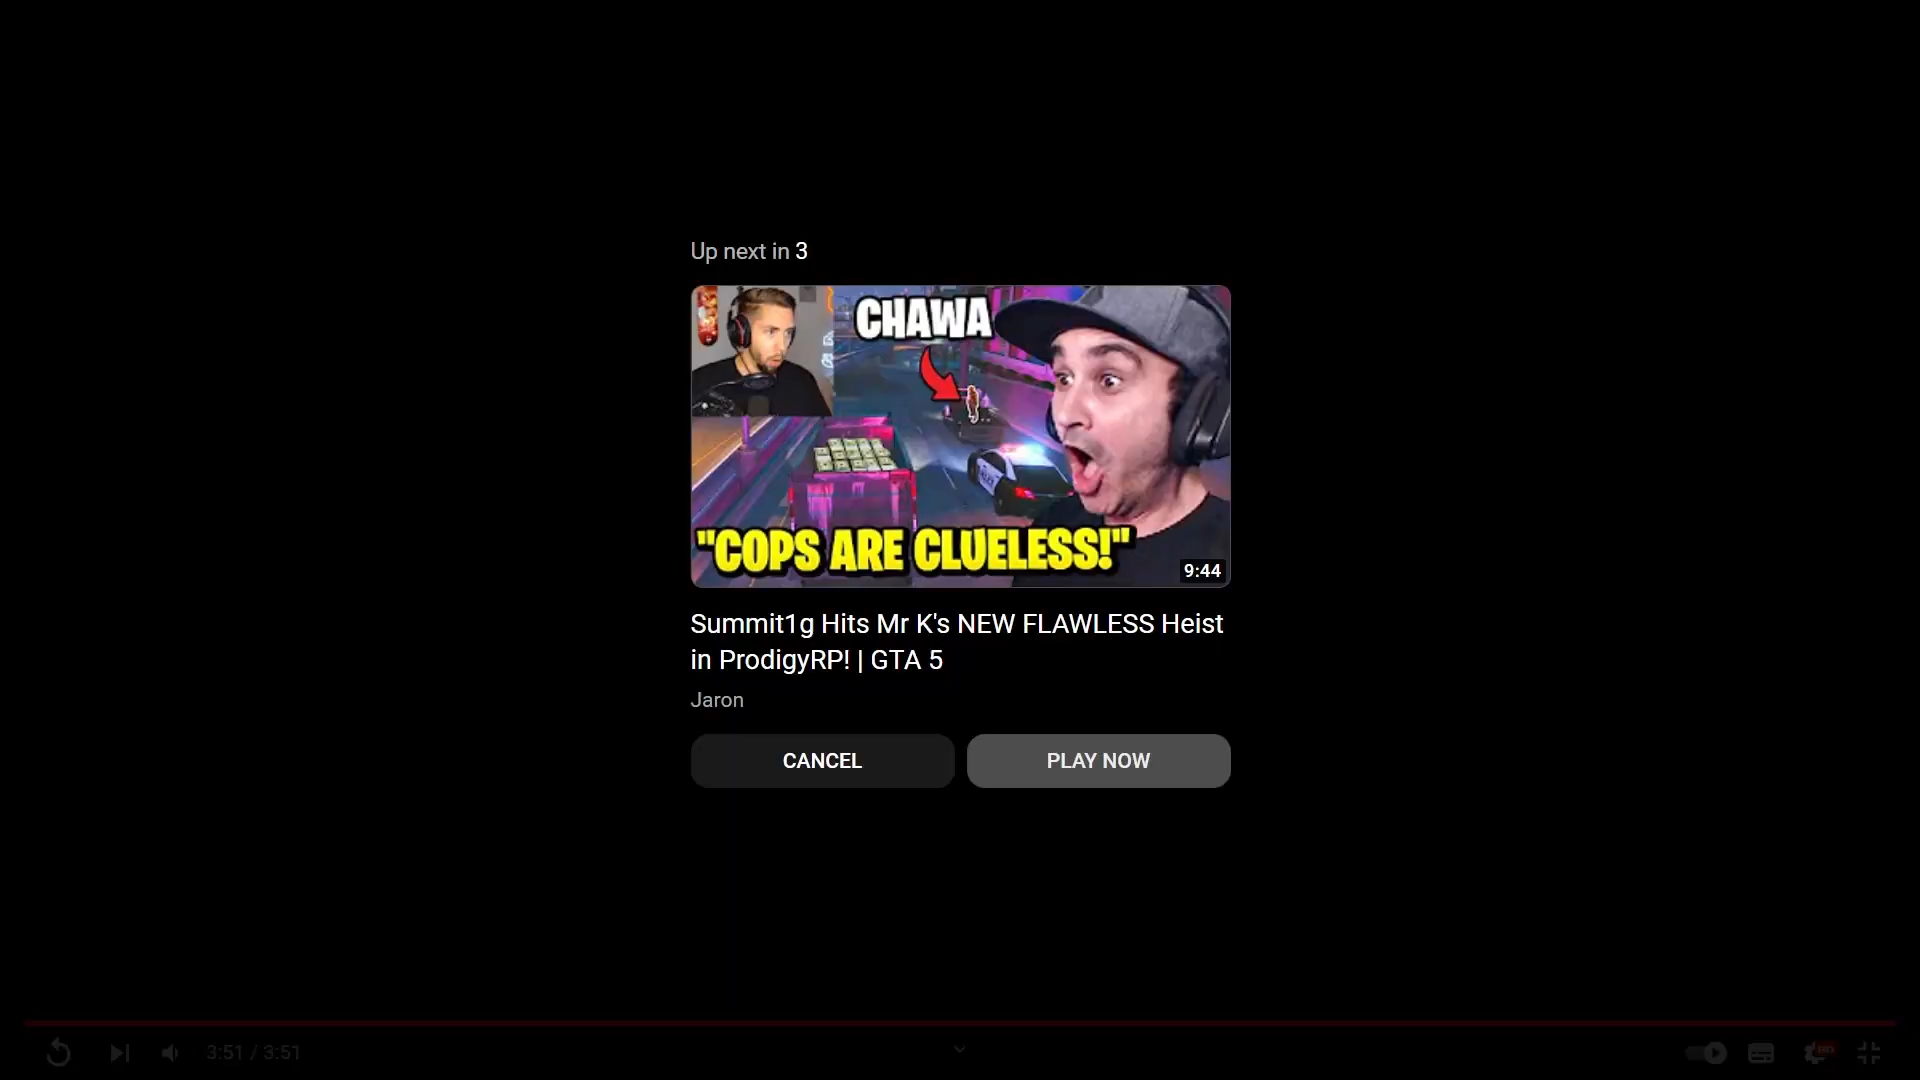 Up next in 3
CHAWA
"COPS ARE CLUELESS!"
9:44
Summit1g Hits Mr K's NEW FLAWLESS Heist
in ProdigyRP! | GTA 5
Jaron
CANCEL
PLAY NOW
3:51 / 3:51
HD